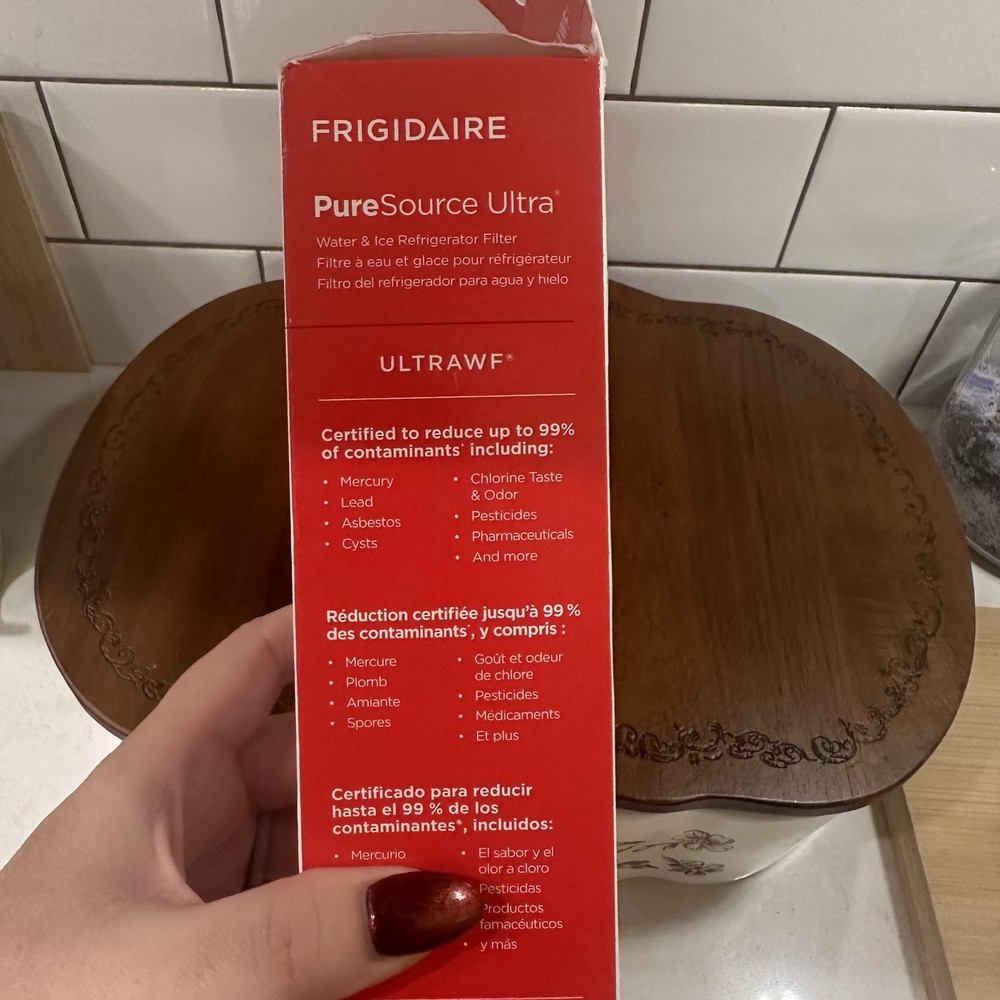 FRIGIDAIRE
PureSource Ultra®
Water & Ice Refrigerator Filter
Filtre à eau et glace pour réfrigérateur
Filtro del refrigerador para agua y hielo
ULTRAWF®
Certified to reduce up to 99%
of contaminants* including:
• Mercury
• Lead
• Asbestos
• Cysts
• Chlorine Taste
& Odor
• Pesticides
• Pharmaceuticals
• And more
Réduction certifiée jusqu'à 99 %
des contaminants*, y compris :
• Mercure
• Plomb
• Amiante
• Spores
• Goût et odeur
de chlore
• Pesticides
• Médicaments
• Et plus
Certificado para reducir
hasta el 99 % de los
contaminantes*, incluidos:
• Mercurio
• El sabor y el
olor a cloro
Pesticidas
Productos
famacéuticos
• y más